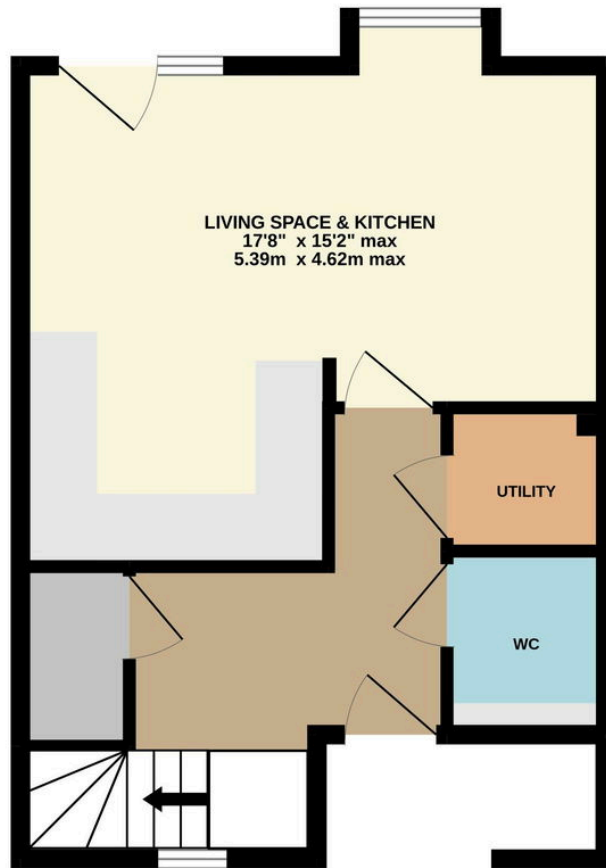 LIVING SPACE & KITCHEN
17'8" x 15'2" max
5.39m x 4.62m max
UTILITY
WC